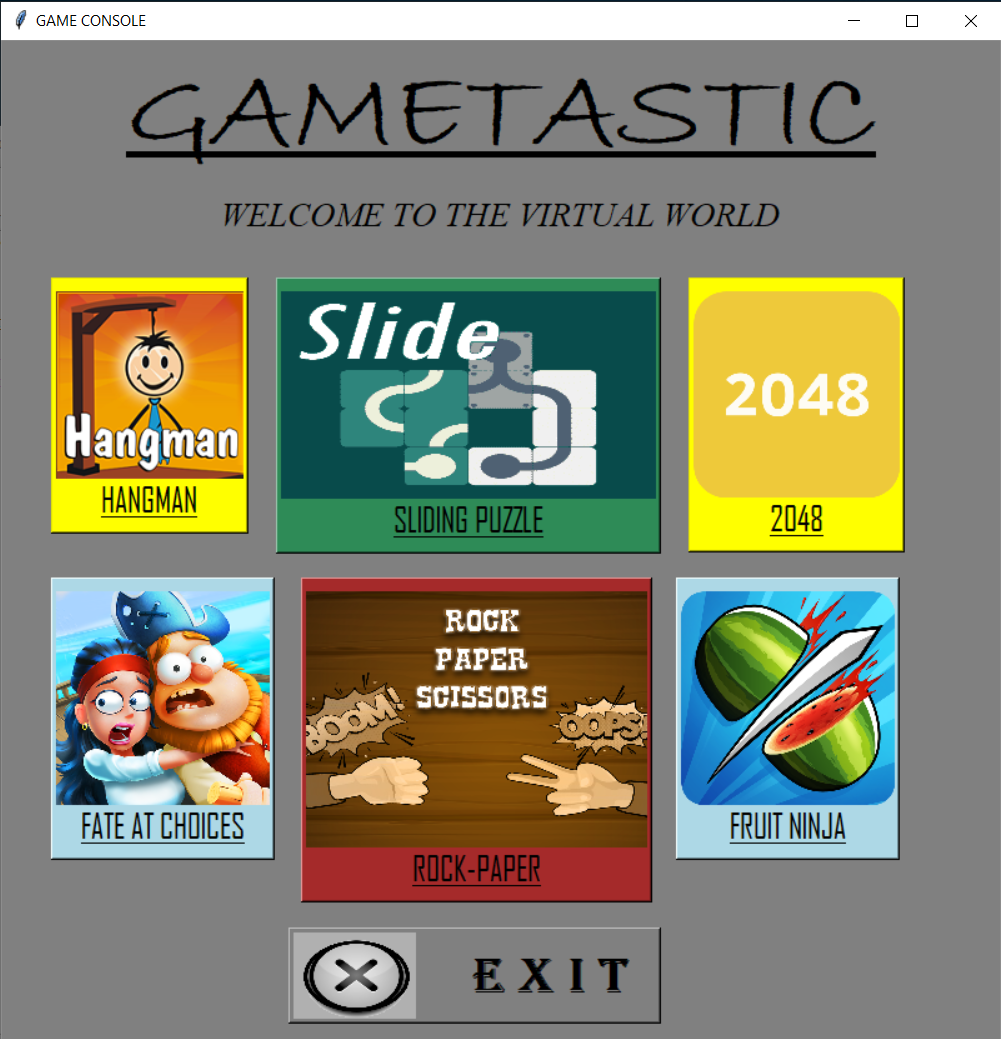 GAME CONSOLE
GAMETASTIC
WELCOME TO THE VIRTUAL WORLD
Hangman
HANGMAN
Slide
SLIDING PUZZLE
2048
2048
FATE AT CHOICES
ROCK
PAPER
SCISSORS
BOOM!
OOPS!
ROCK-PAPER
FRUIT NINJA
EXIT